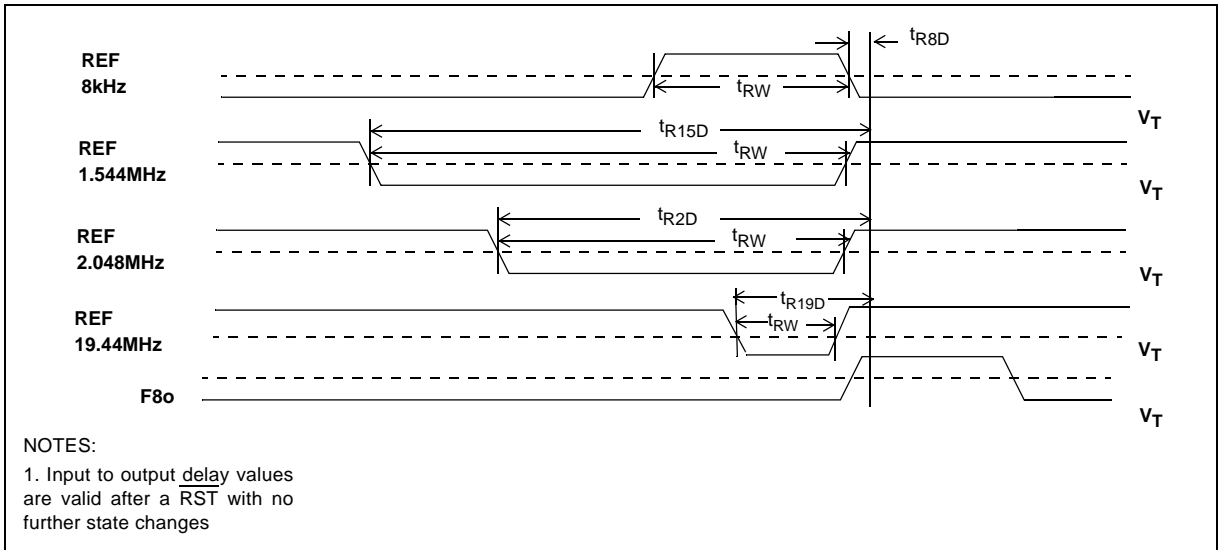 tR8D
REF
8kHz
tRW
VT
tR15D
REF
1.544MHz
tRW
VT
tR2D
REF
2.048MHz
tRW
VT
tR19D
REF
19.44MHz
tRW
VT
F8o
VT
NOTES:
1. Input to output delay values
are valid after a RST with no
further state changes